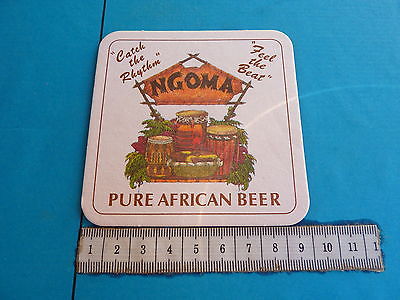 "Catch
the
Rhythm"
"Feel
the
Beat"
NGOMA
PURE AFRICAN BEER
1 2 3 4 5 6 7 8 9 10 11